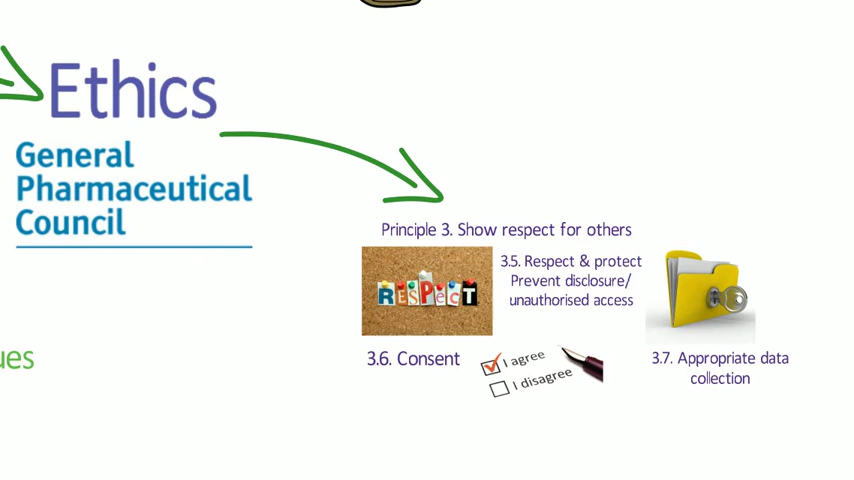 Ethics
General
Pharmaceutical
Council
Principle 3. Show respect for others
RESPECT
3.5. Respect & protect
Prevent disclosure/
unauthorised access
3.6. Consent
I agree
I disagree
3.7. Appropriate data
collection
ues